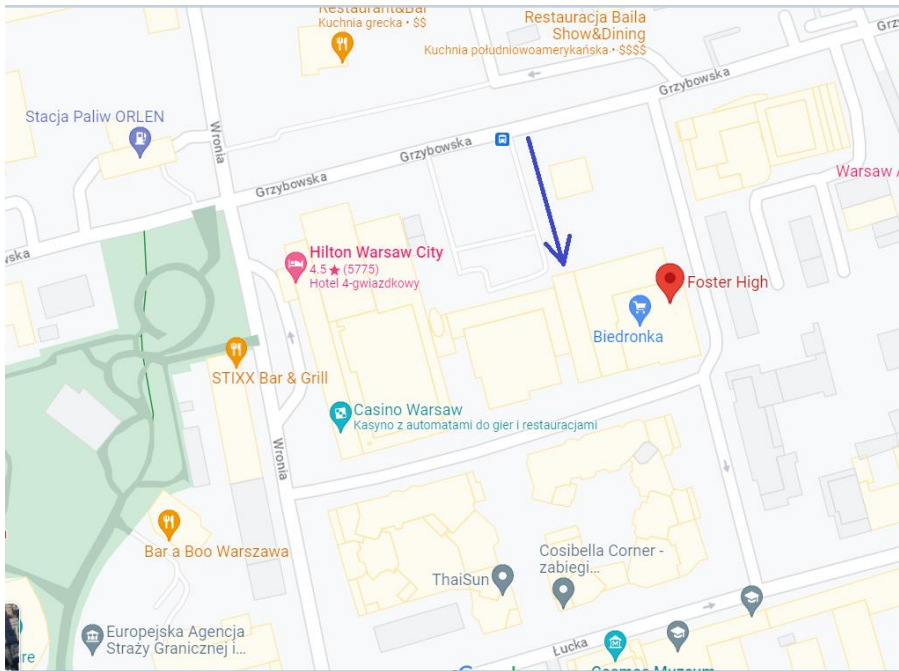 Restaurant&Bar
Kuchnia grecka • $$
Restauracja Baila
Show&Dining
Kuchnia południowoamerykańska • $$$$
Grzybowska
Stacja Paliw ORLEN
Wronia
Grzybowska
Grzybowska
Warsaw
Hilton Warsaw City
4.5★ (5775)
Hotel 4-gwiazdkowy
Foster High
Biedronka
STIXX Bar & Grill
Casino Warsaw
Kasyno z automatami do gier i restauracjami
Wronia
Bar a Boo Warszawa
Cosibella Corner -
zabiegi...
ThaiSun
Europejska Agencja
Straży Granicznej i...
Łucka
Cosmos Muzeum